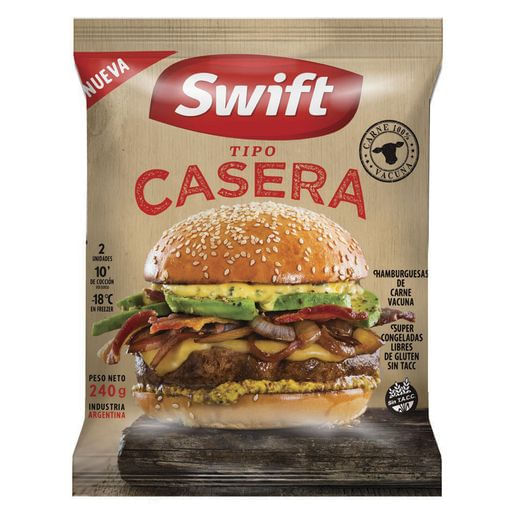 NUEVA
Swift
TIPO
CASERA
CARNE 100%
VACUNA
2
UNIDADES
10'
DE COCCIÓN
-18°C
EN FREEZER
HAMBURGUESAS
DE CARNE
VACUNA
SUPER
CONGELADAS
LIBRES
DE GLUTEN
SIN TACC
PESO NETO
240g
INDUSTRIA
ARGENTINA
Sin T.A.C.C.